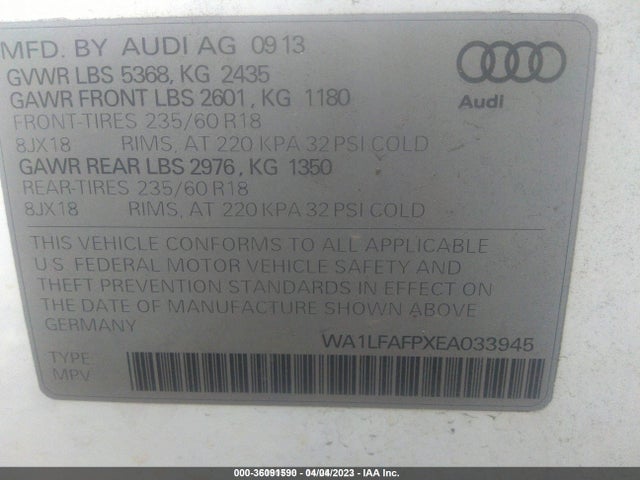 MFD. BY AUDI AG 09 13
GVWR LBS 5368, KG 2435
GAWR FRONT LBS 2601, KG 1180
FRONT-TIRES 235/60 R18
8JX18 RIMS, AT 220 KPA 32 PSI COLD
GAWR REAR LBS 2976, KG 1350
REAR-TIRES 235/60 R18
8JX18 RIMS, AT 220 KPA 32 PSI COLD
Audi
THIS VEHICLE CONFORMS TO ALL APPLICABLE
U.S. FEDERAL MOTOR VEHICLE SAFETY AND
THEFT PREVENTION STANDARDS IN EFFECT ON
THE DATE OF MANUFACTURE SHOWN ABOVE
GERMANY
WA1LFAFPXEA033945
TYPE
MPV
000-36091590 - 04/04/2023 - IAA Inc.